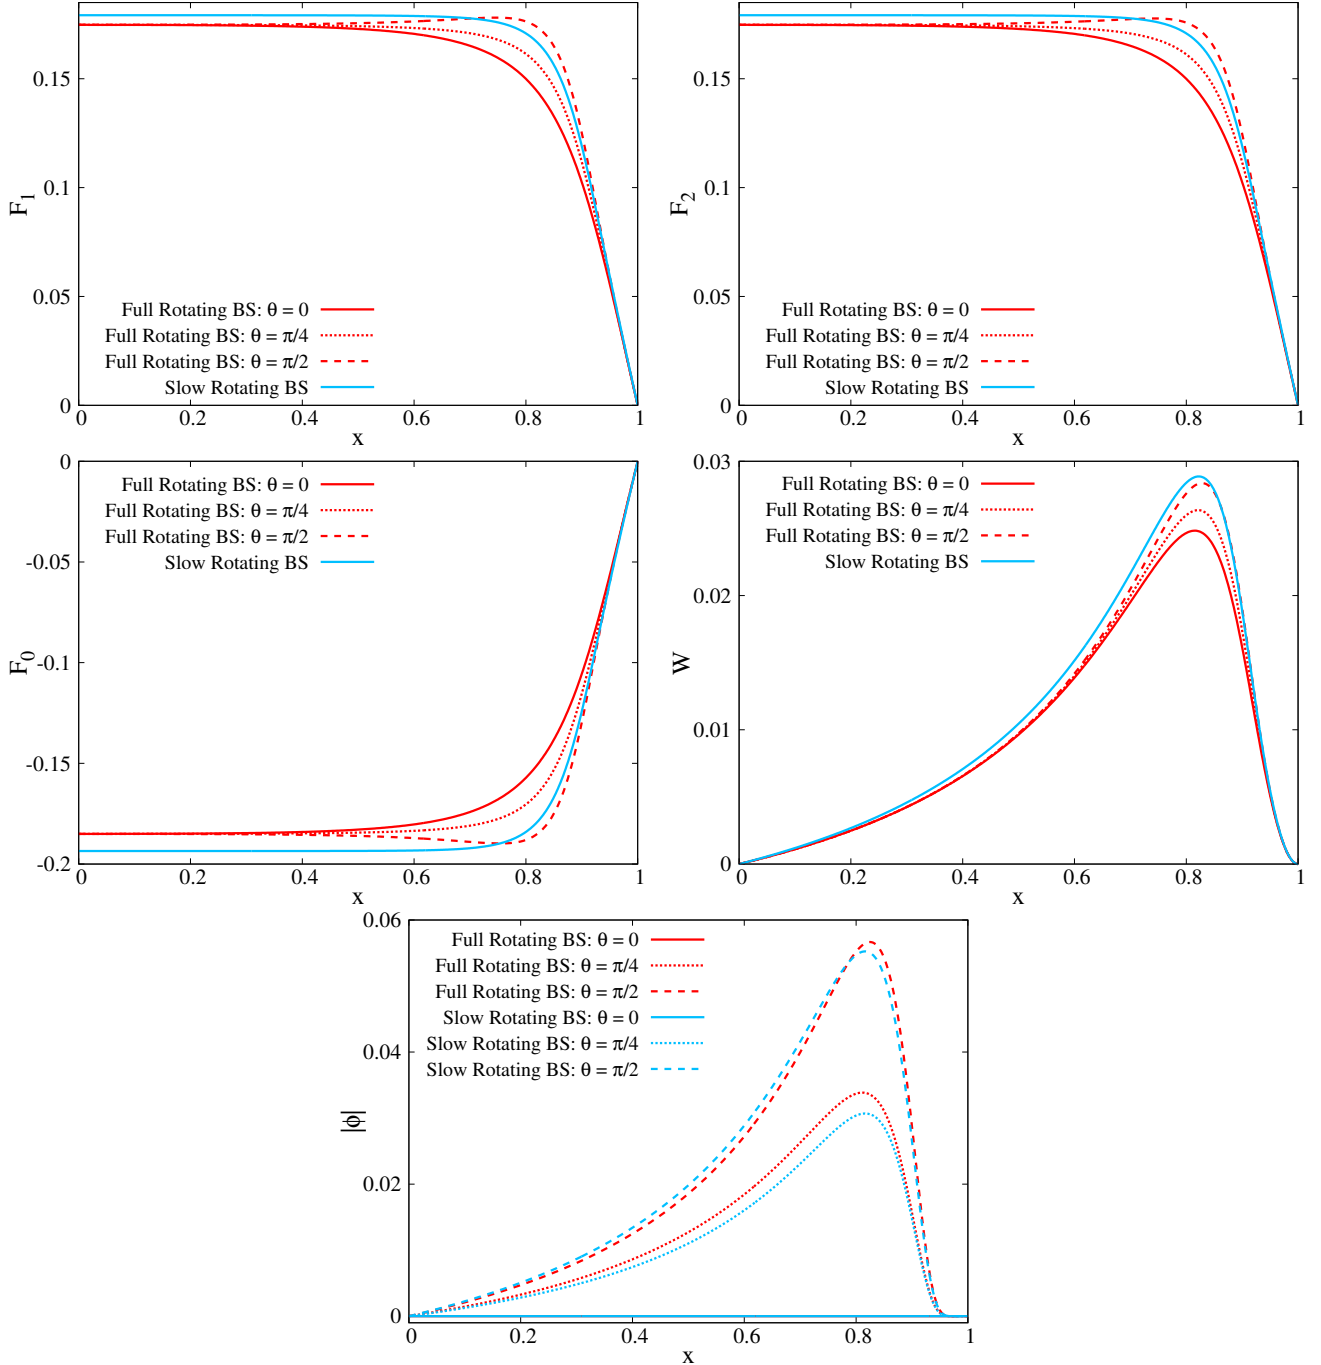 0.15
0.1
0.05
0
F1
Full Rotating BS: θ = 0
Full Rotating BS: θ = π/4
Full Rotating BS: θ = π/2
Slow Rotating BS
0 0.2 0.4 0.6 0.8 1
x
0.15
0.1
0.05
0
F2
Full Rotating BS: θ = 0
Full Rotating BS: θ = π/4
Full Rotating BS: θ = π/2
Slow Rotating BS
0 0.2 0.4 0.6 0.8 1
x
0
-0.05
-0.1
-0.15
-0.2
F0
Full Rotating BS: θ = 0
Full Rotating BS: θ = π/4
Full Rotating BS: θ = π/2
Slow Rotating BS
0 0.2 0.4 0.6 0.8 1
x
0.03
0.02
0.01
0
W
Full Rotating BS: θ = 0
Full Rotating BS: θ = π/4
Full Rotating BS: θ = π/2
Slow Rotating BS
0 0.2 0.4 0.6 0.8 1
x
0.06
0.04
0.02
0
|ϕ|
Full Rotating BS: θ = 0
Full Rotating BS: θ = π/4
Full Rotating BS: θ = π/2
Slow Rotating BS: θ = 0
Slow Rotating BS: θ = π/4
Slow Rotating BS: θ = π/2
0 0.2 0.4 0.6 0.8 1
x